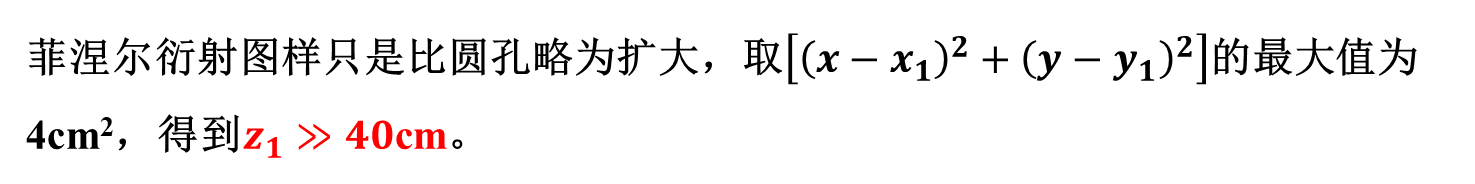 菲涅尔衍射图样只是比圆孔略为扩大，取[(x − x₁)² + (y − y₁)²]的最大值为
4cm²，得到z₁ ≫ 40cm。